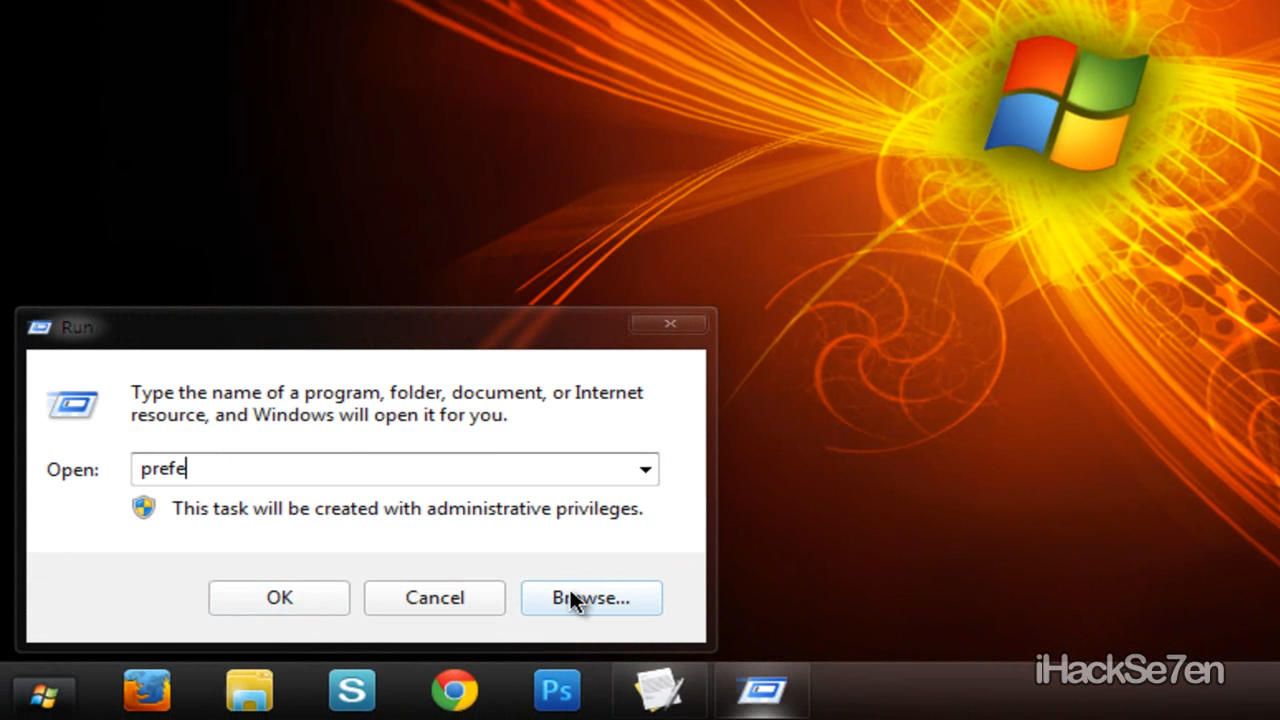 Run
Type the name of a program, folder, document, or Internet
resource, and Windows will open it for you.
Open: prefe
This task will be created with administrative privileges.
OK Cancel Browse...
S Ps
iHackSe7en